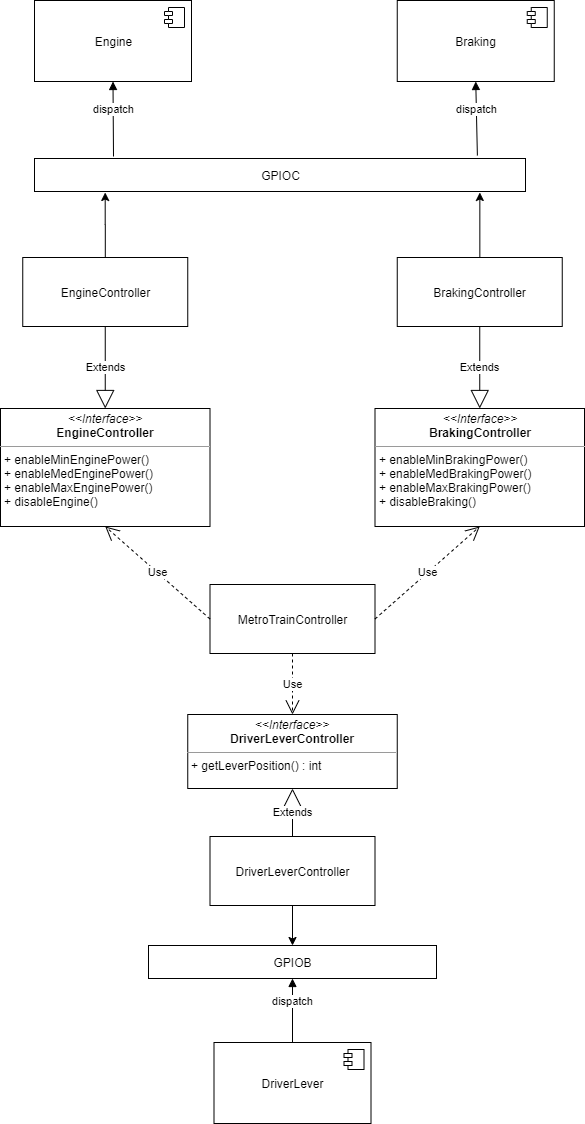 Engine
Braking
dispatch
dispatch
GPIOC
EngineController
BrakingController
Extends
Extends
<<Interface>>
EngineController
+ enableMinEnginePower()
+ enableMedEnginePower()
+ enableMaxEnginePower()
+ disableEngine()
<<Interface>>
BrakingController
+ enableMinBrakingPower()
+ enableMedBrakingPower()
+ enableMaxBrakingPower()
+ disableBraking()
Use
Use
MetroTrainController
Use
<<Interface>>
DriverLeverController
+ getLeverPosition() : int
Extends
DriverLeverController
GPIOB
dispatch
DriverLever